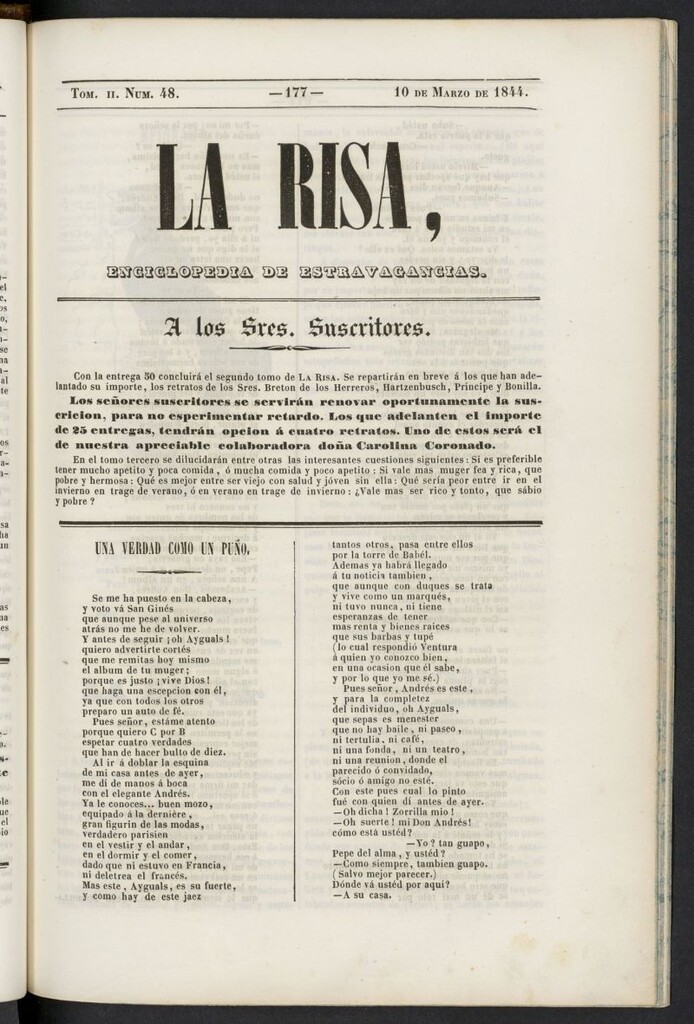 Tom. II. Num. 48. —177— 10 de Marzo de 1844.
LA RISA,
ENCICLOPEDIA DE ESTRAVAGANCIAS.
A los Sres. Suscritores.
Con la entrega 50 concluirá el segundo tomo de La Risa. Se repartirán en breve á los que han ade-
lantado su importe, los retratos de los Sres. Breton de los Herreros, Hartzenbusch, Príncipe y Bonilla.
Los señores suscritores se servirán renovar oportunamente la sus-
cricion, para no esperimentar retardo. Los que adelanten el importe
de 25 entregas, tendrán opcion á cuatro retratos. Uno de estos será el
de nuestra apreciable colaboradora doña Carolina Coronado.
En el tomo tercero se dilucidarán entre otras las interesantes cuestiones siguientes: Si es preferible
tener mucho apetito y poca comida, ó mucha comida y poco apetito: Si vale mas muger fea y rica, que
pobre y hermosa: Qué es mejor entre ser viejo con salud y jóven sin ella: Qué sería peor entre ir en el
invierno en trage de verano, ó en verano en trage de invierno: ¿Vale mas ser rico y tonto, que sábio
y pobre?
UNA VERDAD COMO UN PUÑO.
Se me ha puesto en la cabeza,
y voto vá San Ginés
que aunque pese al universo
atrás no me he de volver.
Y antes de seguir ¡oh Ayguals!
quiero advertirte cortés
que me remitas hoy mismo
el album de tu muger;
porque es justo ¡vive Dios!
que haga una escepcion con él,
ya que con todos los otros
preparo un auto de fé.
Pues señor, estáme atento
porque quiero C por B
espetar cuatro verdades
que han de hacer bulto de diez.
Al ir á doblar la esquina
de mi casa antes de ayer,
me di de manos á boca
con el elegante Andrés.
Ya le conoces... buen mozo,
equipado á la dernière,
gran figurin de las modas,
verdadero parisien
en el vestir y el andar,
en el dormir y el comer,
dado que ni estuvo en Francia,
ni deletrea el francés.
Mas este, Ayguals, es su fuerte,
y como hay de este jaez
tantos otros, pasa entre ellos
por la torre de Babél.
Ademas ya habrá llegado
á tu noticia tambien,
que aunque con duques se trata
y vive como un marqués,
ni tuvo nunca, ni tiene
esperanzas de tener
mas renta y bienes raices
que sus barbas y tupé
(lo cual respondió Ventura
á quien yo conozco bien,
en una ocasion que él sabe,
y por lo que yo me sé.)
Pues señor, Andrés es este,
y para la completez
del individuo, oh Ayguals,
que sepas es menester
que no hay baile, ni paseo,
ni tertulia, ni café,
ni una fonda, ni un teatro,
ni una reunion, donde el
parecido ó convidado,
sócio ó amigo no esté.
Con este pues cual lo pinto
fué con quien di antes de ayer.
—Oh dicha! Zorrilla mio!
—Oh suerte! mi Don Andrés!
cómo está ustéd?
—Yo? tan guapo,
Pepe del alma, y ustéd?
—Como siempre, tambien guapo.
(Salvo mejor parecer.)
Dónde vá ustéd por aquí?
—A su casa.